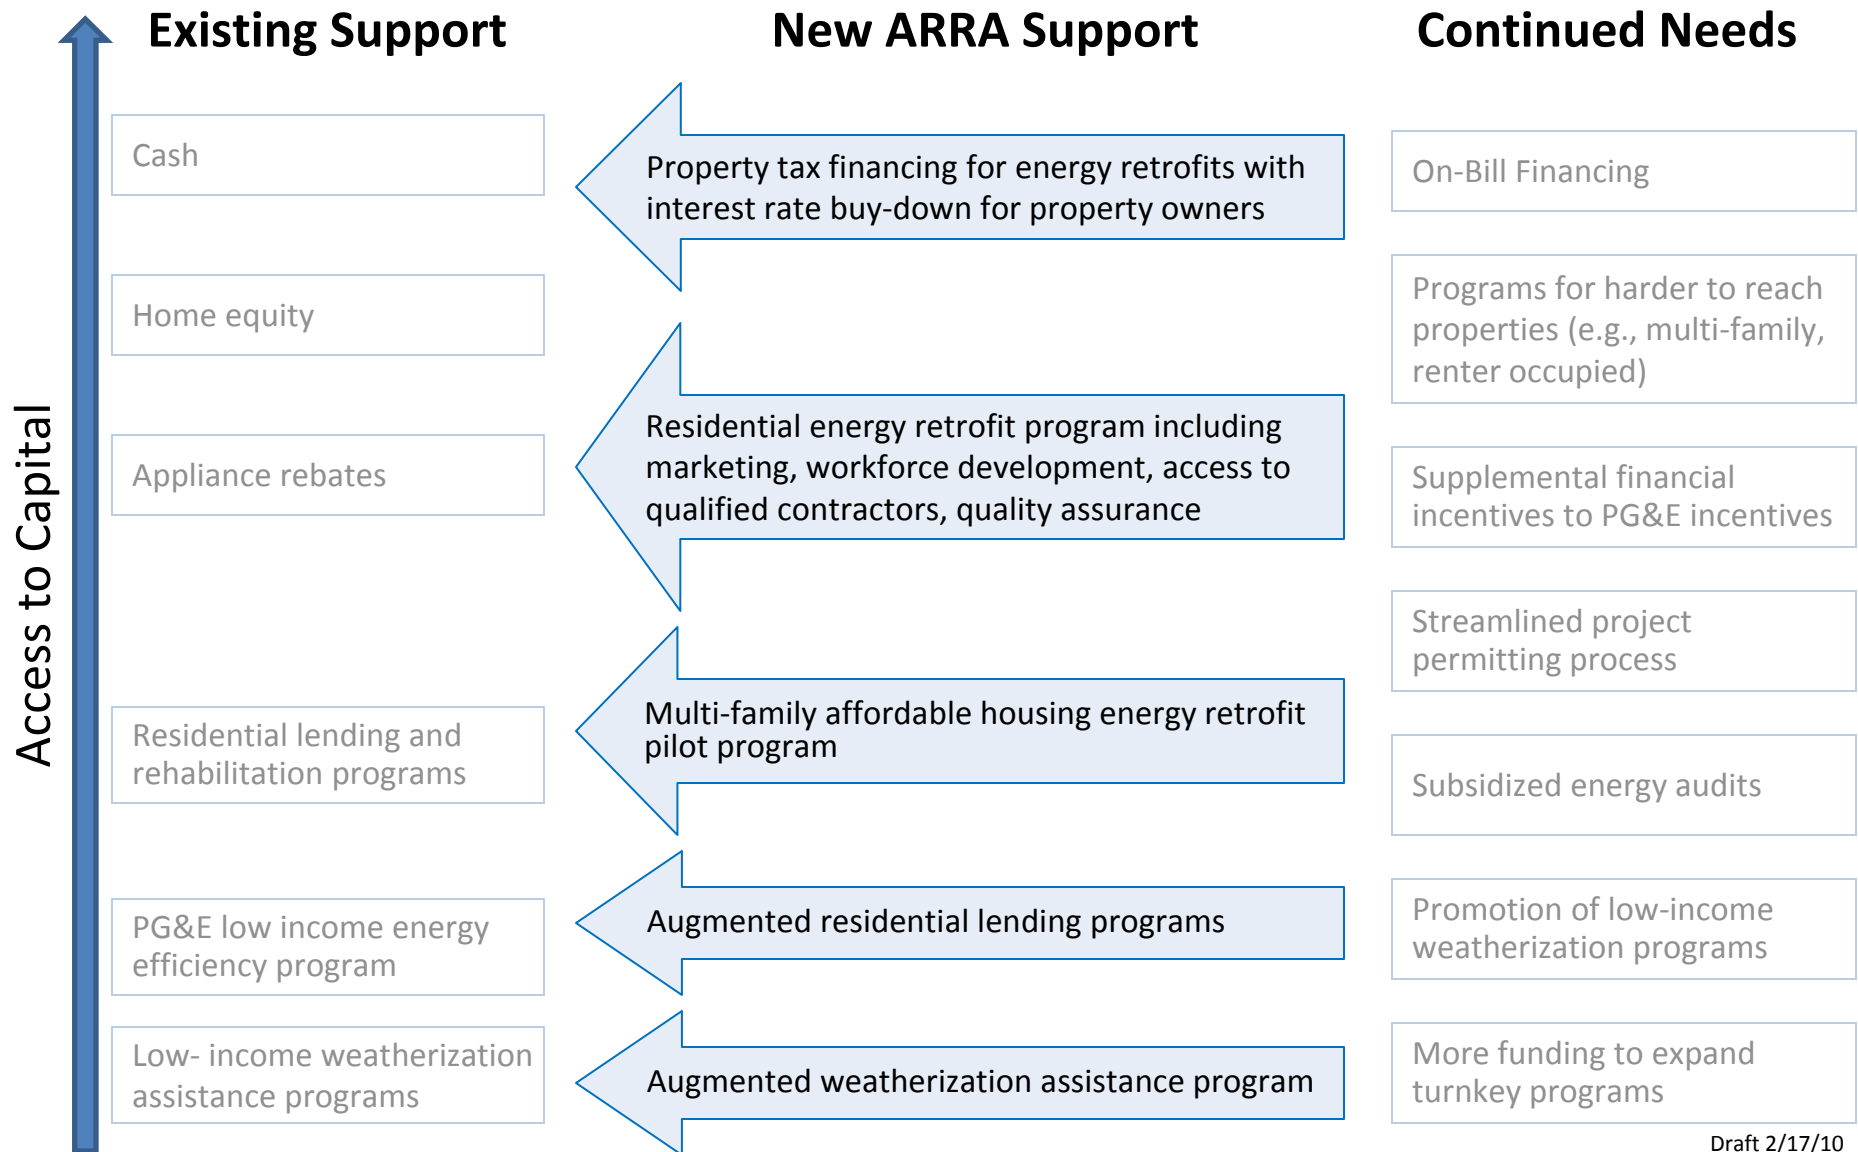 Existing Support
New ARRA Support
Continued Needs
Access to Capital
Cash
Home equity
Appliance rebates
Residential lending and
rehabilitation programs
PG&E low income energy
efficiency program
Low- income weatherization
assistance programs
Property tax financing for energy retrofits with
interest rate buy-down for property owners
Residential energy retrofit program including
marketing, workforce development, access to
qualified contractors, quality assurance
Multi-family affordable housing energy retrofit
pilot program
Augmented residential lending programs
Augmented weatherization assistance program
On-Bill Financing
Programs for harder to reach
properties (e.g., multi-family,
renter occupied)
Supplemental financial
incentives to PG&E incentives
Streamlined project
permitting process
Subsidized energy audits
Promotion of low-income
weatherization programs
More funding to expand
turnkey programs
Draft 2/17/10